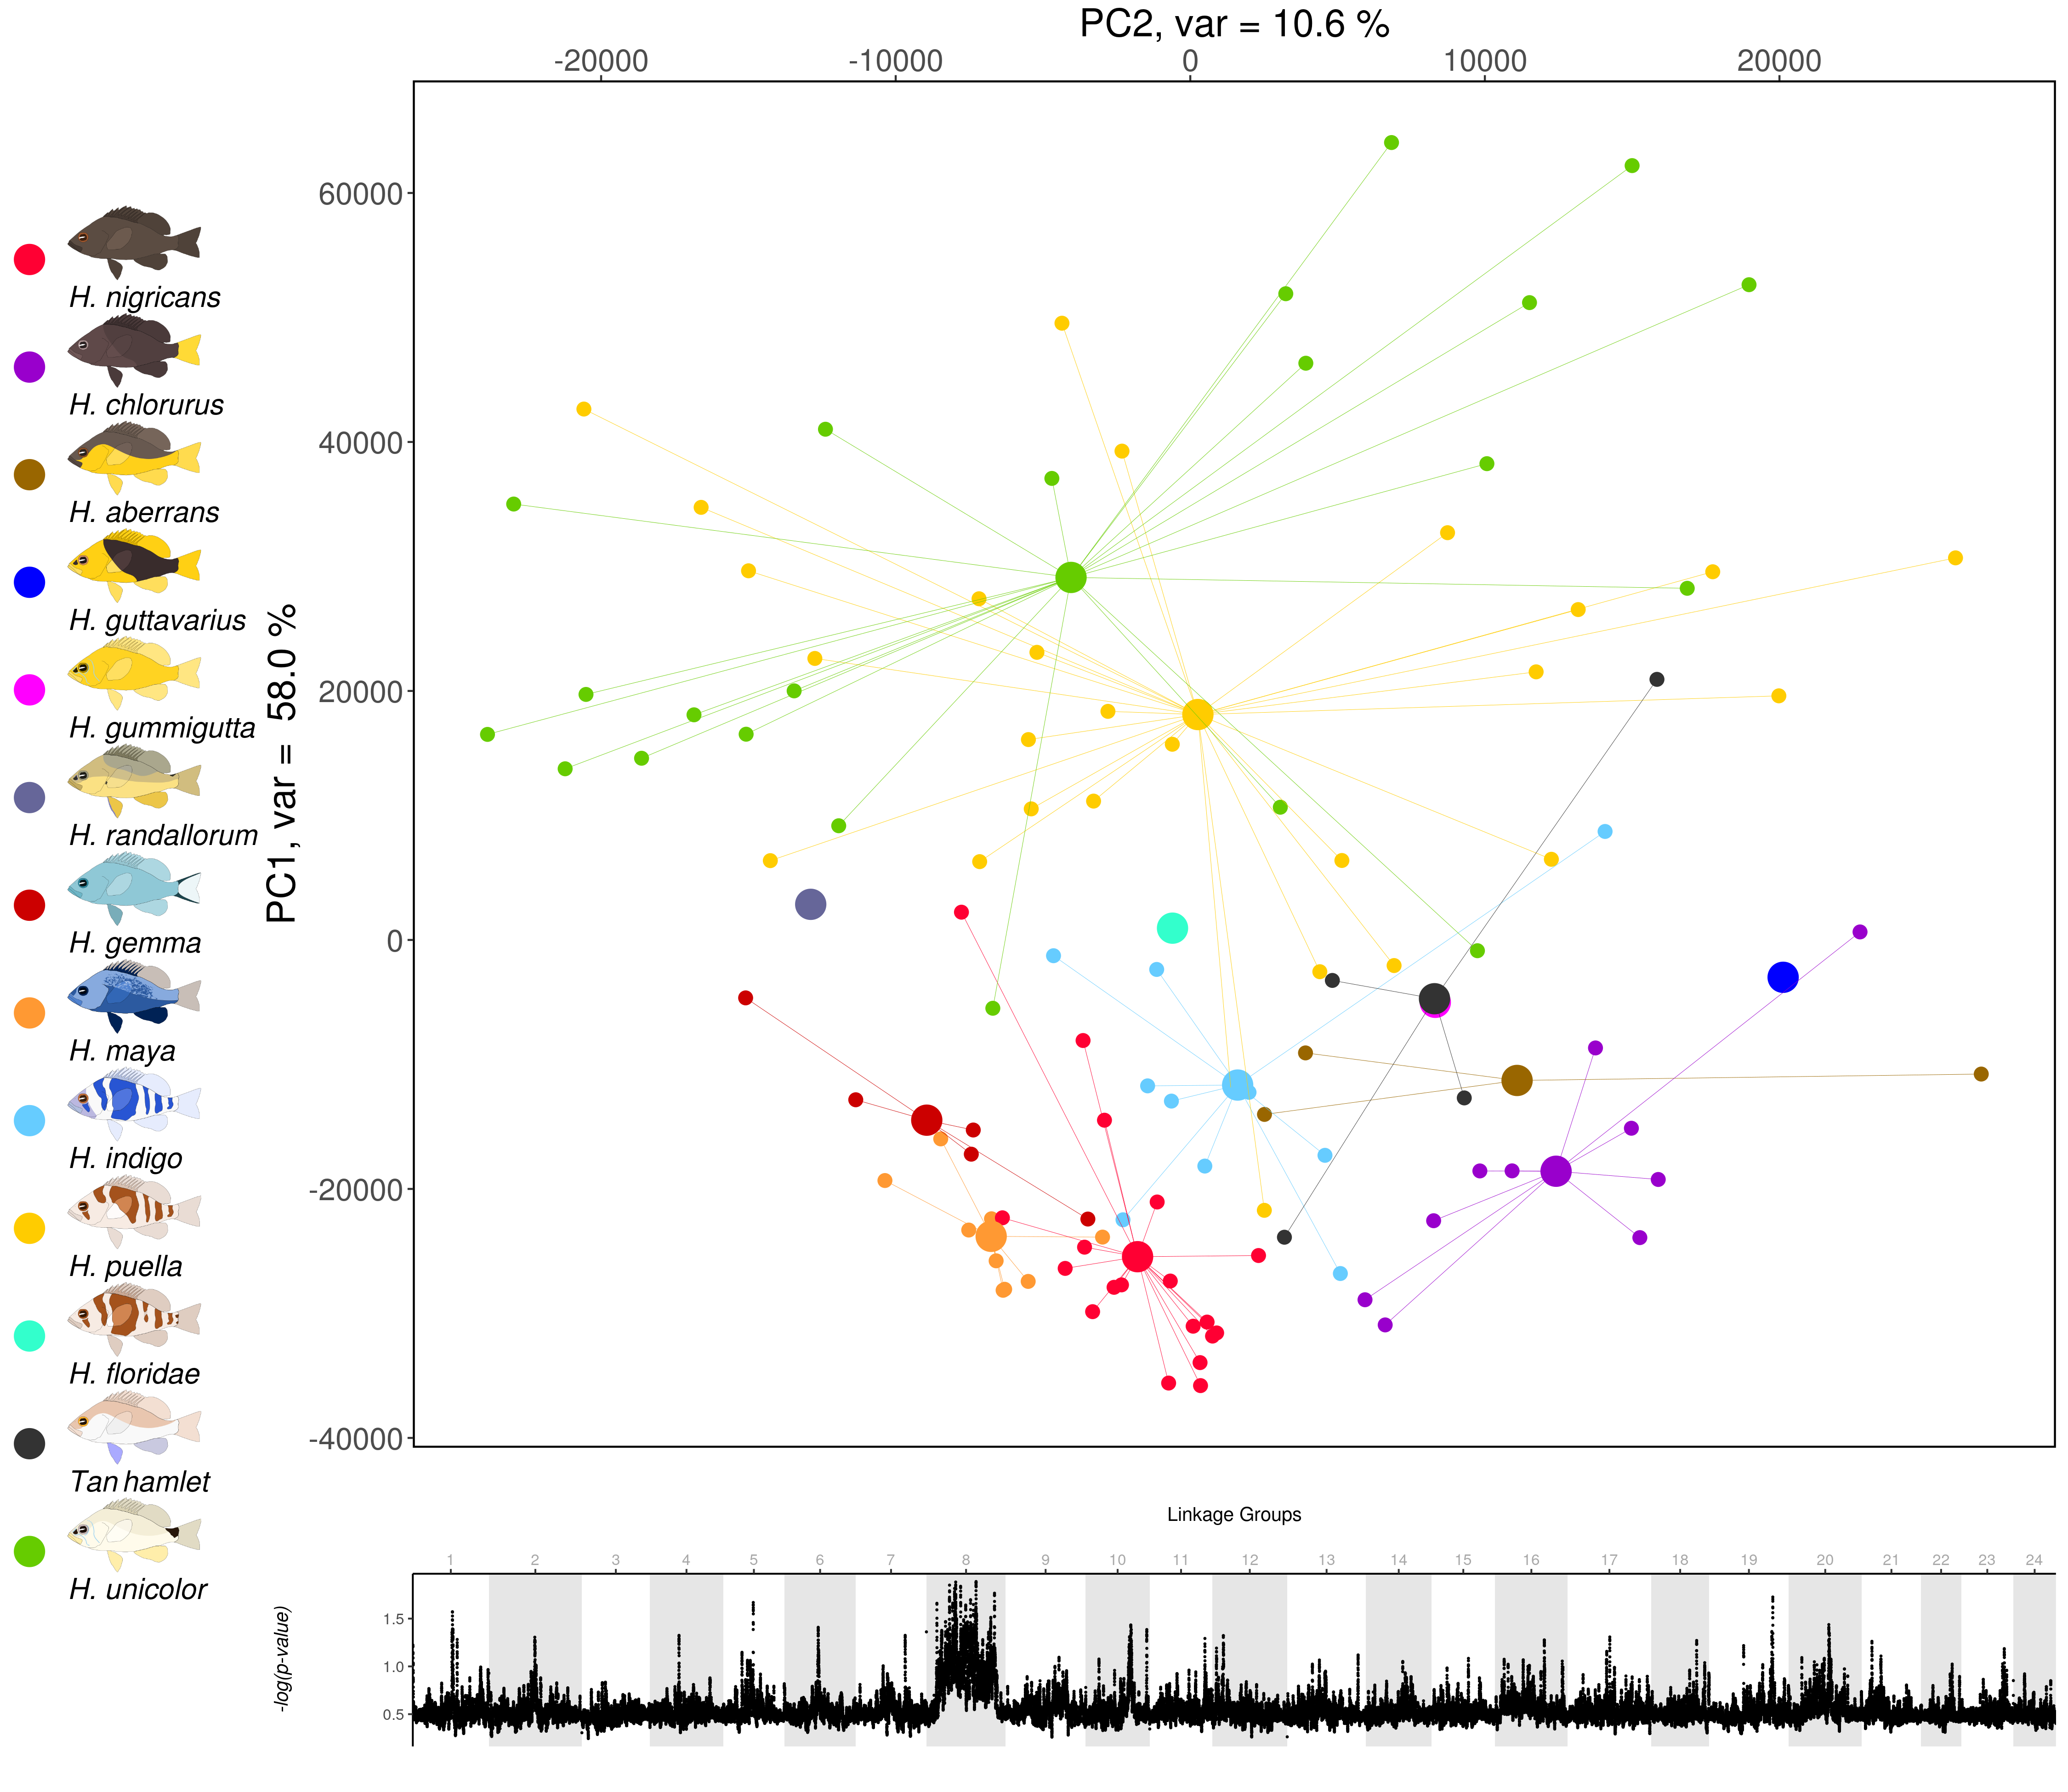 PC2, var = 10.6 %
-20000 -10000 0 10000 20000
60000
40000
20000
0
-20000
-40000
PC1, var = 58.0 %
H. nigricans
H. chlorurus
H. aberrans
H. guttavarius
H. gummigutta
H. randallorum
H. gemma
H. maya
H. indigo
H. puella
H. floridae
Tan hamlet
H. unicolor
Linkage Groups
1 2 3 4 5 6 7 8 9 10 11 12 13 14 15 16 17 18 19 20 21 22 23 24
-log(p-value)
1.5
1.0
0.5